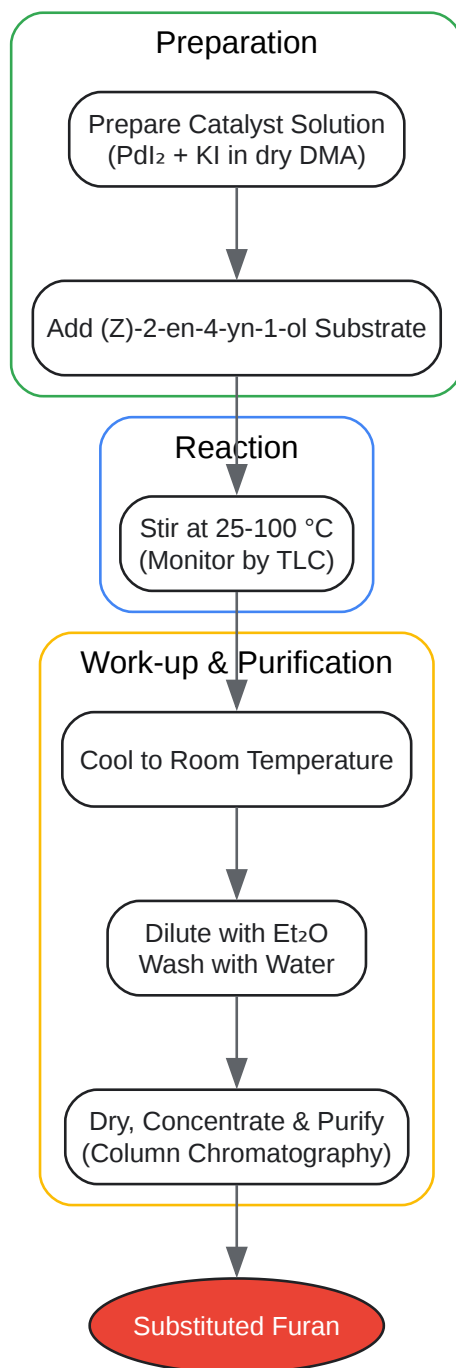 Preparation
Prepare Catalyst Solution
(PdI₂ + KI in dry DMA)
Add (Z)-2-en-4-yn-1-ol Substrate
Reaction
Stir at 25-100 °C
(Monitor by TLC)
Work-up & Purification
Cool to Room Temperature
Dilute with Et₂O
Wash with Water
Dry, Concentrate & Purify
(Column Chromatography)
Substituted Furan